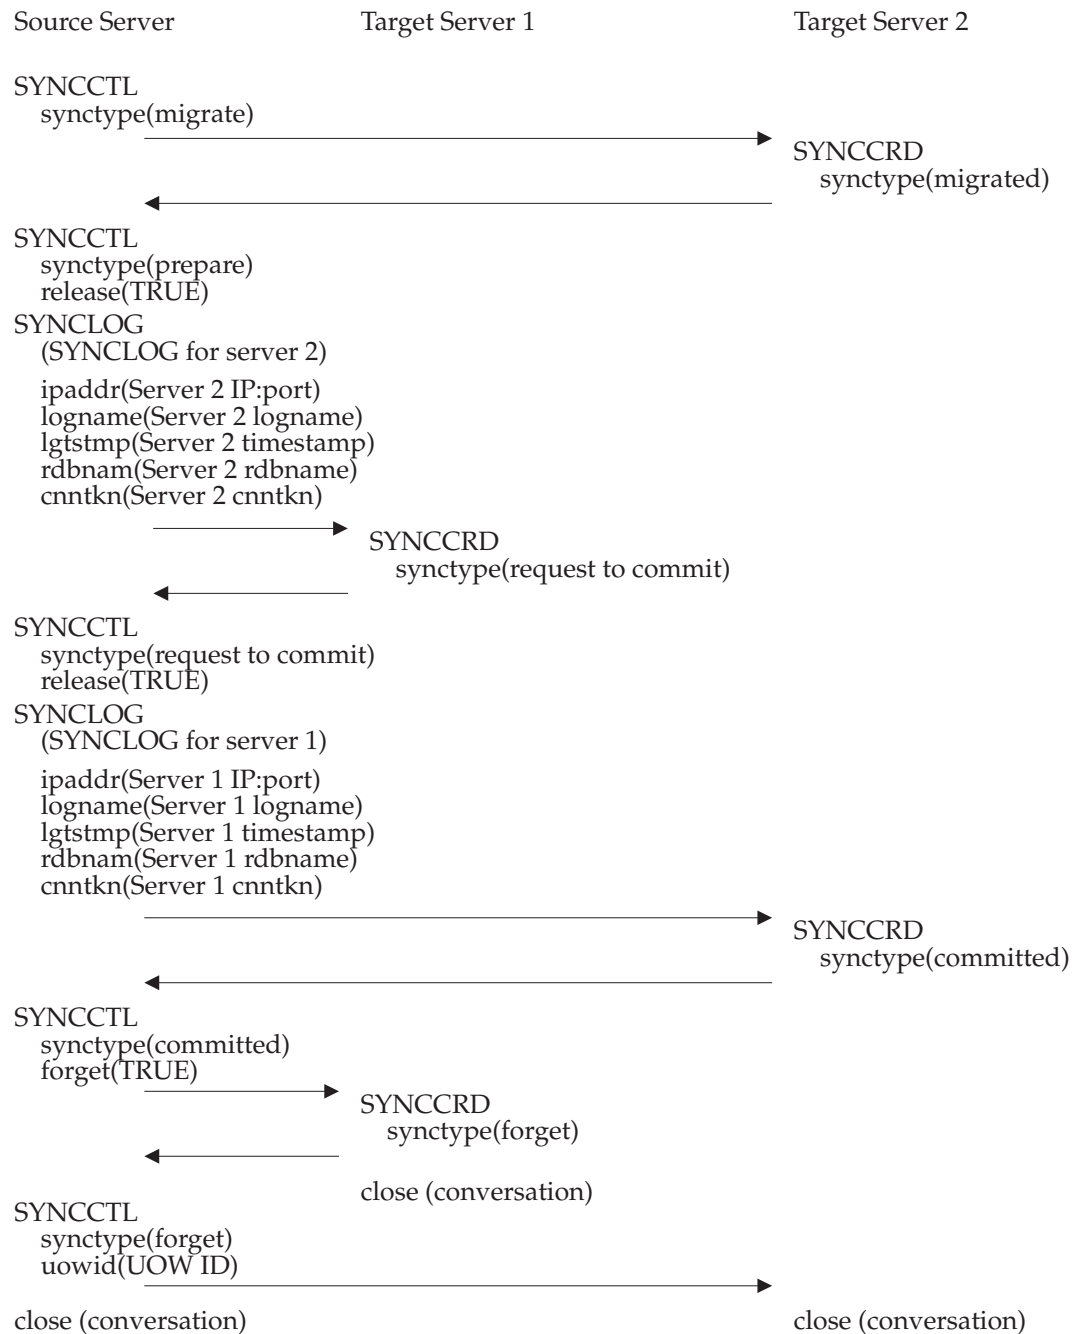 Source Server
Target Server 1
Target Server 2
SYNCCTL
synctype(migrate)
SYNCCRD
synctype(migrated)
SYNCCTL
synctype(prepare)
release(TRUE)
SYNCLOG
(SYNCLOG for server 2)
ipaddr(Server 2 IP:port)
logname(Server 2 logname)
lgtstmp(Server 2 timestamp)
rdbnam(Server 2 rdbname)
cnntkn(Server 2 cnntkn)
SYNCCRD
synctype(request to commit)
SYNCCTL
synctype(request to commit)
release(TRUE)
SYNCLOG
(SYNCLOG for server 1)
ipaddr(Server 1 IP:port)
logname(Server 1 logname)
lgtstmp(Server 1 timestamp)
rdbnam(Server 1 rdbname)
cnntkn(Server 1 cnntkn)
SYNCCRD
synctype(committed)
SYNCCTL
synctype(committed)
forget(TRUE)
SYNCCRD
synctype(forget)
close (conversation)
SYNCCTL
synctype(forget)
uowid(UOW ID)
close (conversation)
close (conversation)